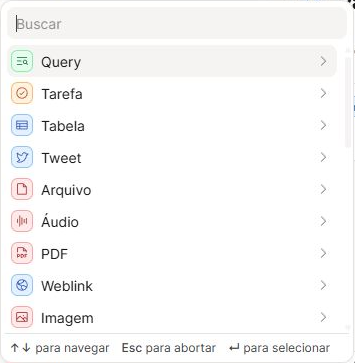 Buscar
Query
Tarefa
Tabela
Tweet
Arquivo
Áudio
PDF
Weblink
Imagem
↑↓ para navegar Esc para abortar ↵ para selecionar